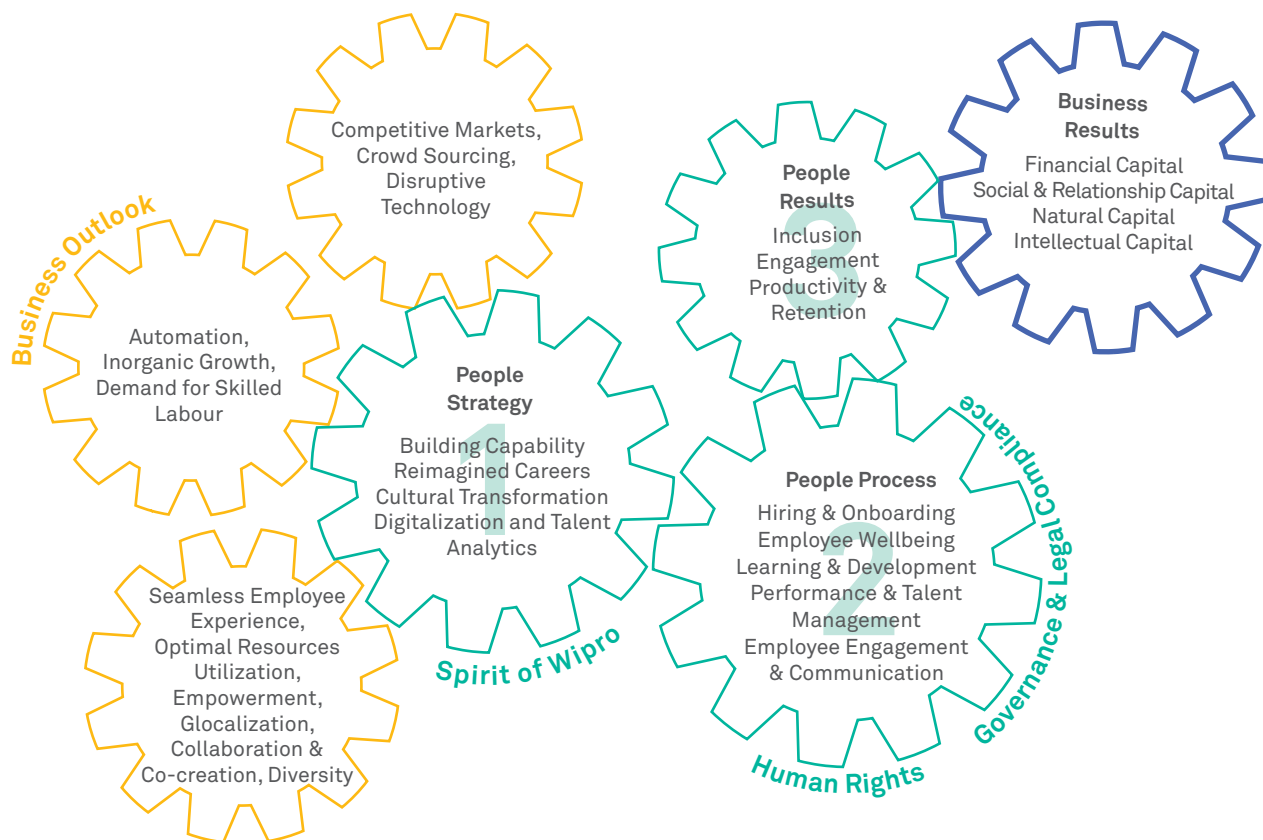 Business Outlook
Competitive Markets,
Crowd Sourcing,
Disruptive
Technology
Automation,
Inorganic Growth,
Demand for Skilled
Labour
Seamless Employee
Experience,
Optimal Resources
Utilization,
Empowerment,
Glocalization,
Collaboration &
Co-creation, Diversity
1
People
Strategy
Building Capability
Reimagined Careers
Cultural Transformation
Digitalization and Talent
Analytics
Spirit of Wipro
2
People Process
Hiring & Onboarding
Employee Wellbeing
Learning & Development
Performance & Talent
Management
Employee Engagement
& Communication
Human Rights
Governance & Legal Compliance
3
People
Results
Inclusion
Engagement
Productivity &
Retention
Business
Results
Financial Capital
Social & Relationship Capital
Natural Capital
Intellectual Capital